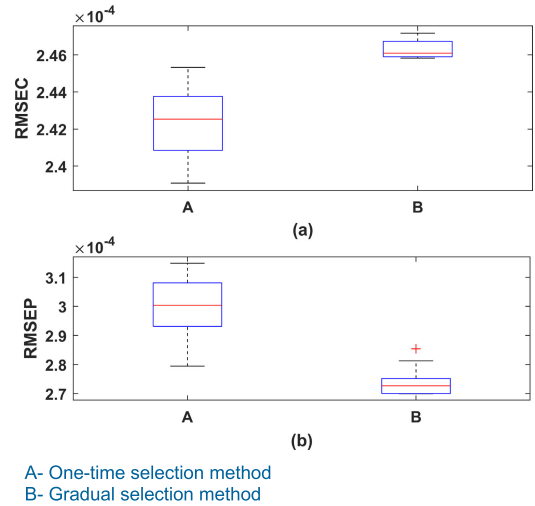 ×10⁻⁴
2.46
2.44
2.42
2.4
RMSEC
A
B
(a)
×10⁻⁴
3.1
3
2.9
2.8
2.7
RMSEP
A
B
(b)
A- One-time selection method
B- Gradual selection method